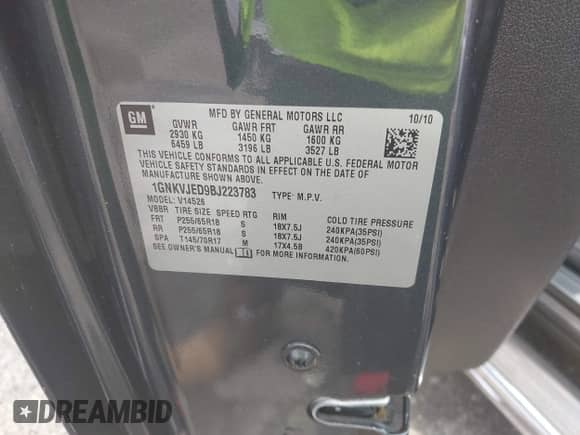 GM
MFD BY GENERAL MOTORS LLC
10/10
GVWR GAWR FRT GAWR RR
2930 KG 1450 KG 1600 KG
6459 LB 3196 LB 3527 LB
THIS VEHICLE CONFORMS TO ALL APPLICABLE U.S. FEDERAL MOTOR
VEHICLE SAFETY STANDARDS IN EFFECT ON THE DATE OF
MANUFACTURE SHOWN ABOVE.
1GNKVJED9BJ223783 TYPE: M.P.V.
MODEL: V14526
VBBR TIRE SIZE SPEED RTG RIM COLD TIRE PRESSURE
FRT P255/65R18 S 18X7.5J 240KPA(35PSI)
RR P255/65R18 S 18X7.5J 240KPA(35PSI)
SPA T145/70R17 M 17X4.5B 420KPA(60PSI)
SEE OWNER'S MANUAL FOR MORE INFORMATION.
DREAMBID